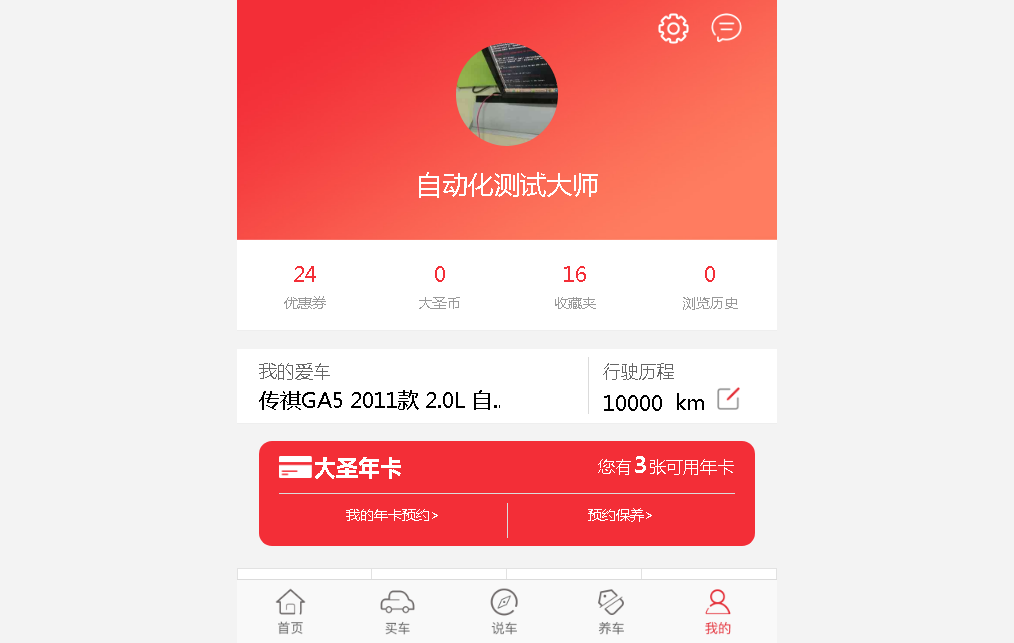 自动化测试大师
24 0 16 0
优惠券 大圣币 收藏夹 浏览历史
我的爱车 行驶历程
传祺GA5 2011款 2.0L 自.. 10000 km
大圣年卡 您有3张可用年卡
我的年卡预约> 预约保养>
首页 买车 说车 养车 我的